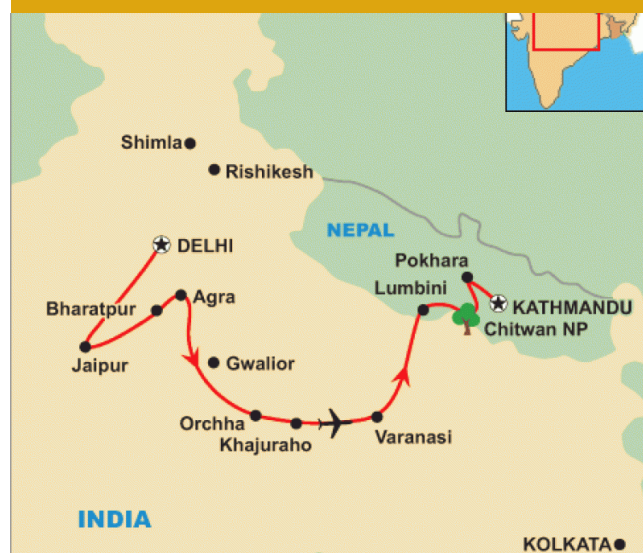 Shimla
Rishikesh
NEPAL
DELHI
Pokhara
Lumbini
Agra
Bharatpur
KATHMANDU
Chitwan NP
Jaipur
Gwalior
Orchha
Khajuraho
Varanasi
INDIA
KOLKATA